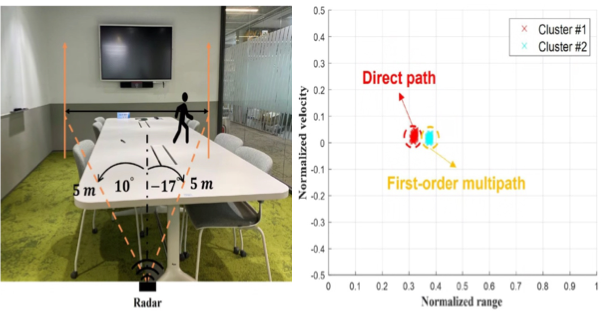 5 m
10°
-17°
5 m
Radar
0.5
0.4
0.3
0.2
0.1
0
-0.1
-0.2
-0.3
-0.4
-0.5
Normalized velocity
Cluster #1
Cluster #2
Direct path
First-order multipath
0 0.1 0.2 0.3 0.4 0.5 0.6 0.7 0.8 0.9 1
Normalized range